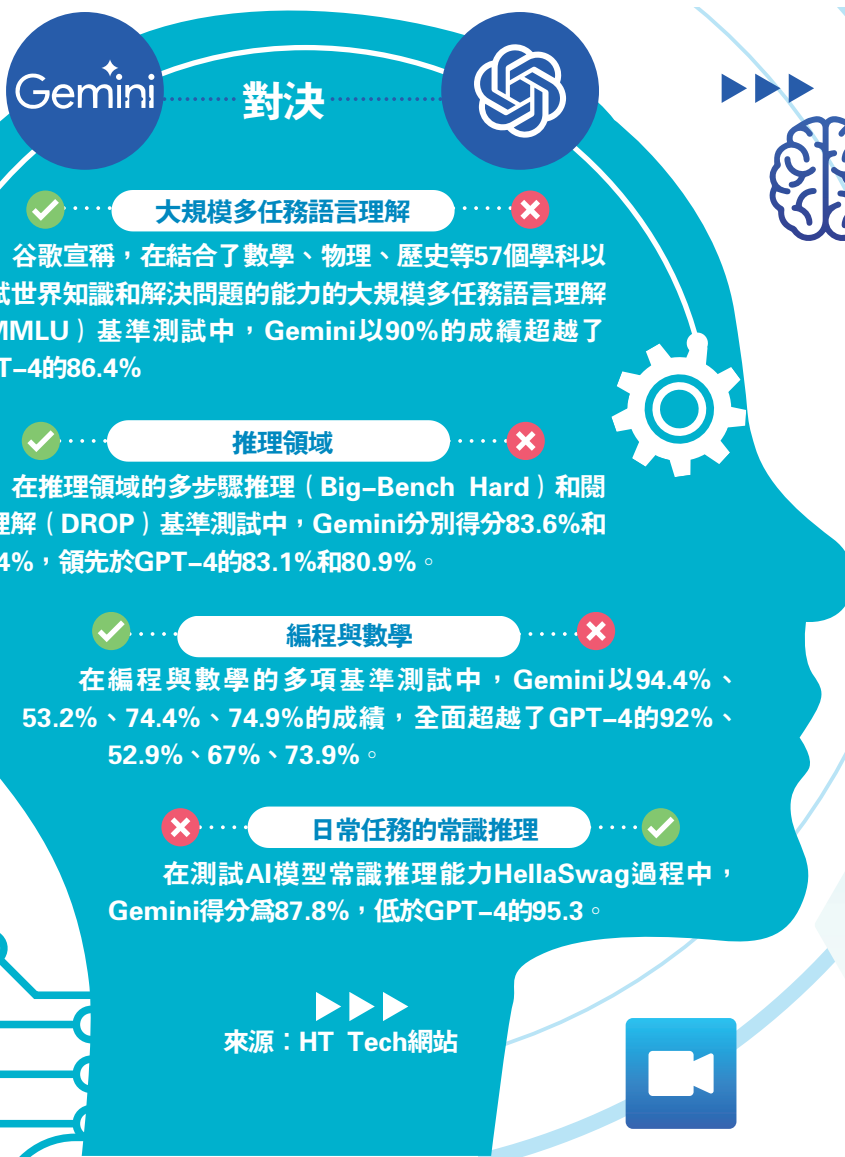 Gemini
對決
大規模多任務語言理解
谷歌宣稱，在結合了數學、物理、歷史等57個學科以
試世界知識和解決問題的能力的大規模多任務語言理解
MMLU）基準測試中，Gemini以90%的成績超越了
T–4的86.4%
推理領域
在推理領域的多步驟推理（Big–Bench Hard）和閱
理解（DROP）基準測試中，Gemini分別得分83.6%和
4%，領先於GPT–4的83.1%和80.9%。
編程與數學
在編程與數學的多項基準測試中，Gemini以94.4%、
53.2%、74.4%、74.9%的成績，全面超越了GPT–4的92%、
52.9%、67%、73.9%。
日常任務的常識推理
在測試AI模型常識推理能力HellaSwag過程中，
Gemini得分爲87.8%，低於GPT–4的95.3。
來源：HT Tech網站